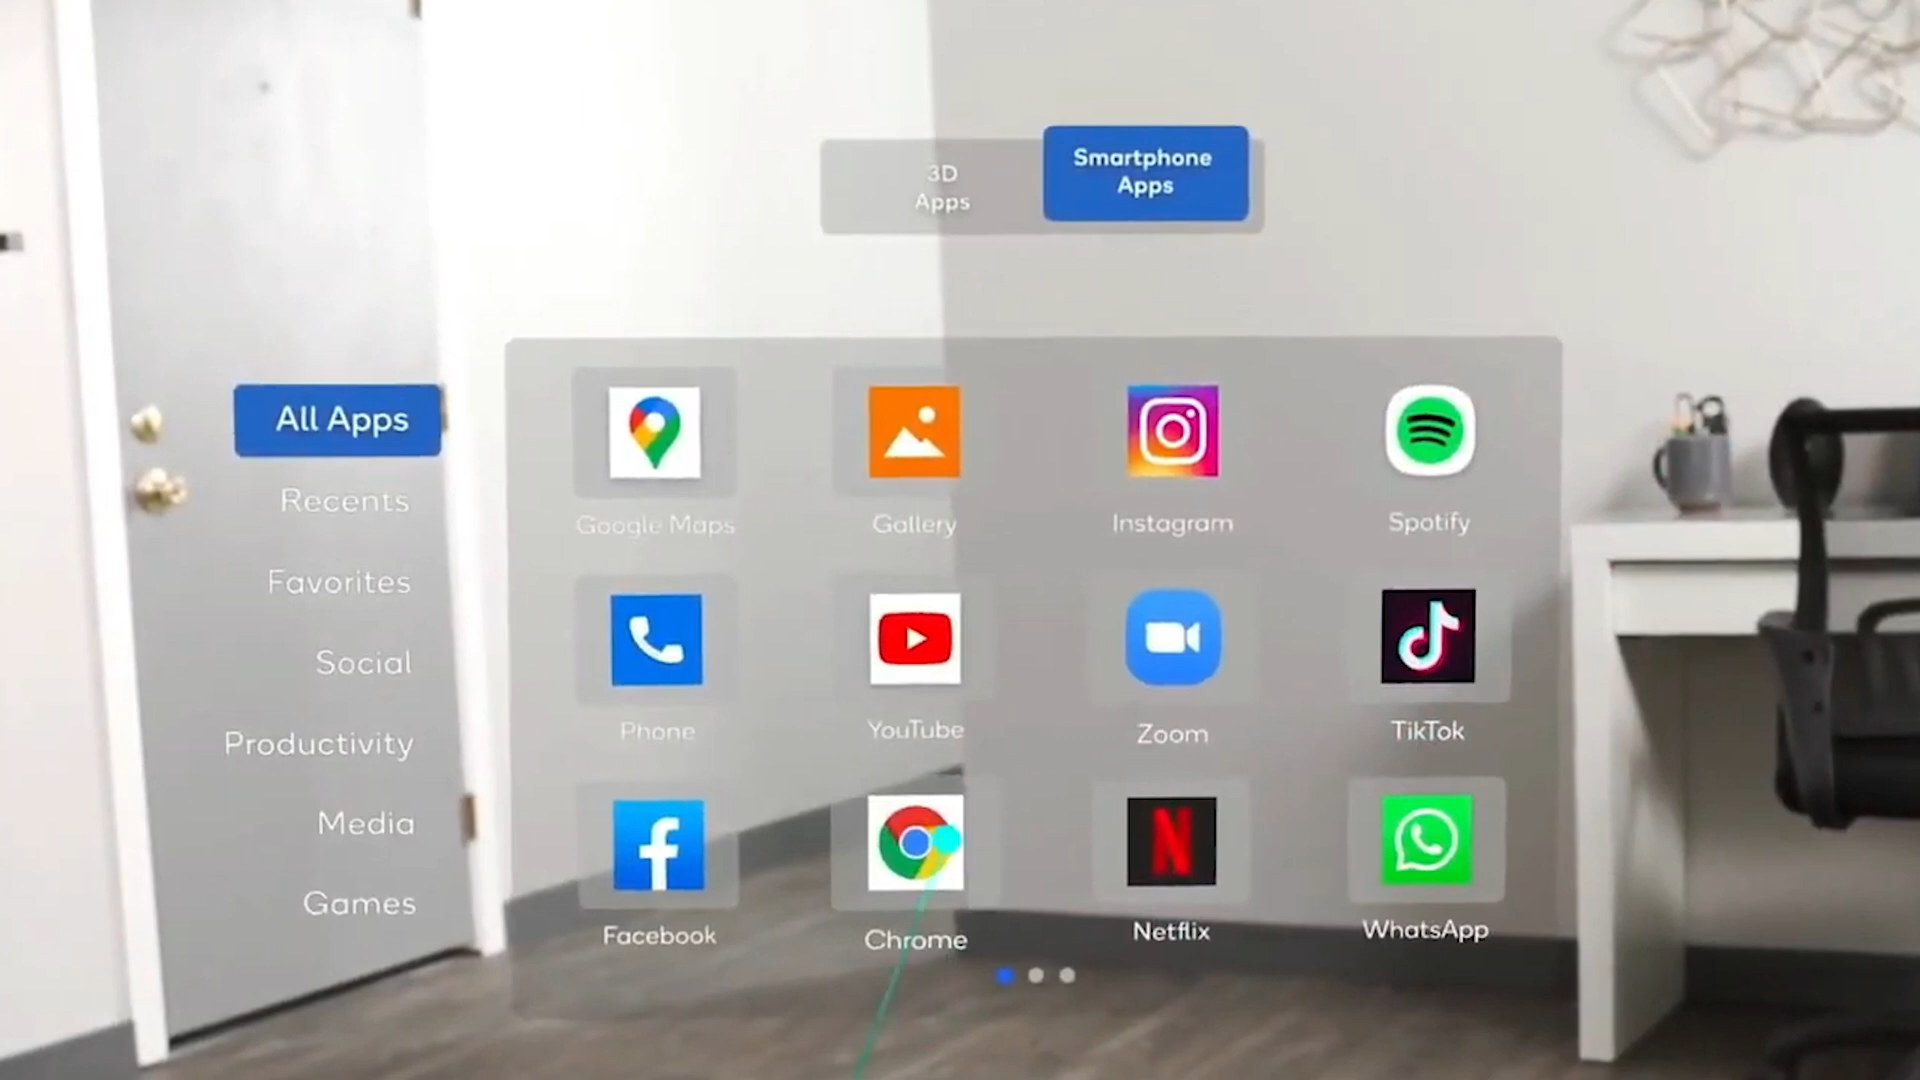 3D
Apps
Smartphone
Apps
All Apps
Recents
Favorites
Social
Productivity
Media
Games
Google Maps
Gallery
Instagram
Spotify
Phone
YouTube
Zoom
TikTok
Facebook
Chrome
Netflix
WhatsApp